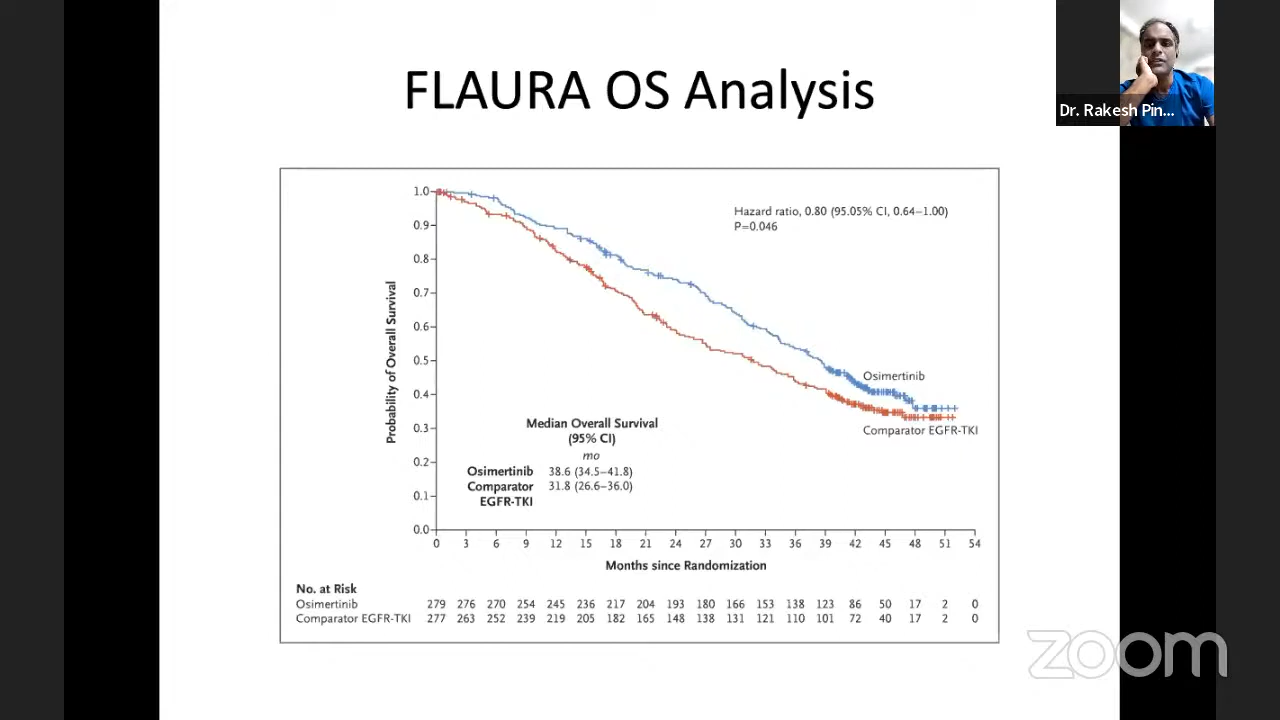 FLAURA OS Analysis
Dr. Rakesh Pin...
Hazard ratio, 0.80 (95.05% CI, 0.64–1.00)
P=0.046
Probability of Overall Survival
1.0
0.9
0.8
0.7
0.6
0.5
0.4
0.3
0.2
0.1
0.0
Osimertinib
Comparator EGFR-TKI
Median Overall Survival
(95% CI)
mo
Osimertinib 38.6 (34.5–41.8)
Comparator 31.8 (26.6–36.0)
EGFR-TKI
0 3 6 9 12 15 18 21 24 27 30 33 36 39 42 45 48 51 54
Months since Randomization
No. at Risk
Osimertinib 279 276 270 254 245 236 217 204 193 180 166 153 138 123 86 50 17 2 0
Comparator EGFR-TKI 277 263 252 239 219 205 182 165 148 138 131 121 110 101 72 40 17 2 0
zoom